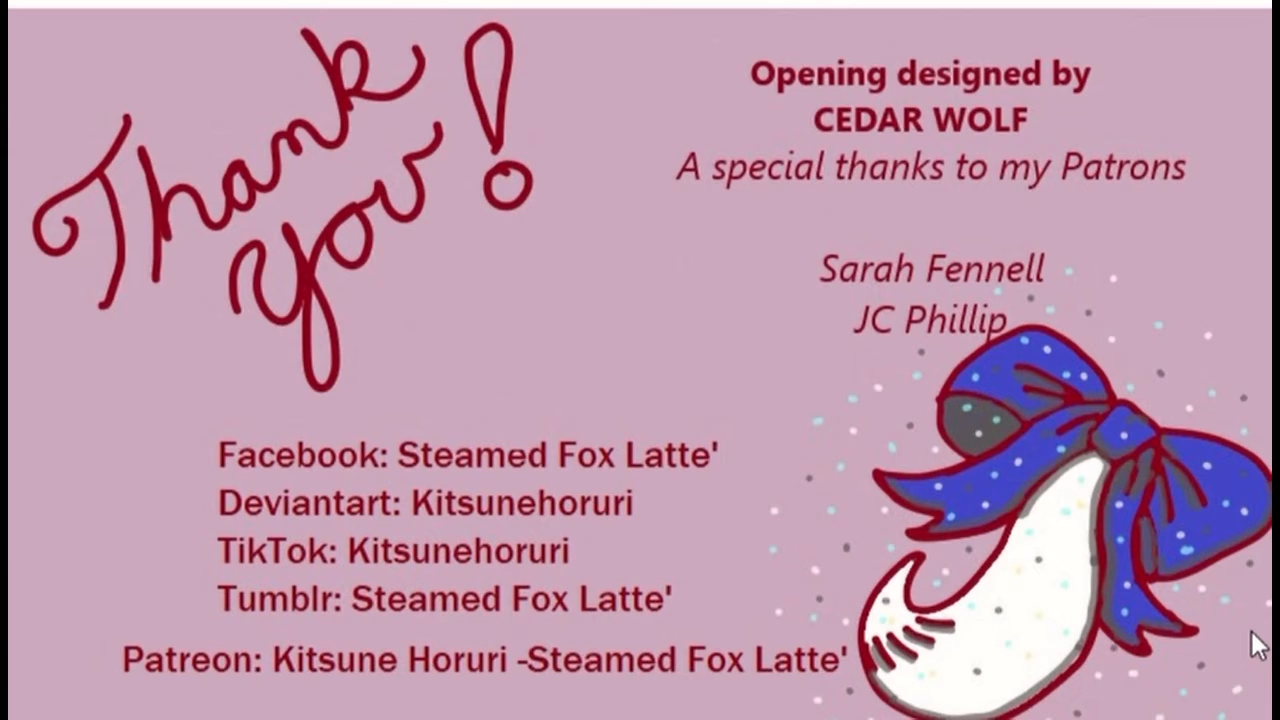 Thank
You!
Opening designed by
CEDAR WOLF
A special thanks to my Patrons
Sarah Fennell
JC Phillip
Facebook: Steamed Fox Latte'
Deviantart: Kitsunehoruri
TikTok: Kitsunehoruri
Tumblr: Steamed Fox Latte'
Patreon: Kitsune Horuri -Steamed Fox Latte'